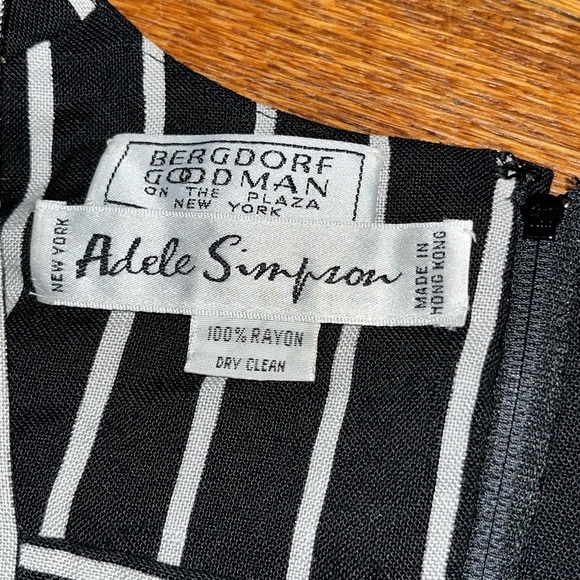 BERGDORF
GOODMAN
ON THE PLAZA
NEW YORK
NEW YORK
Adele Simpson
MADE IN
HONG KONG
100% RAYON
DRY CLEAN